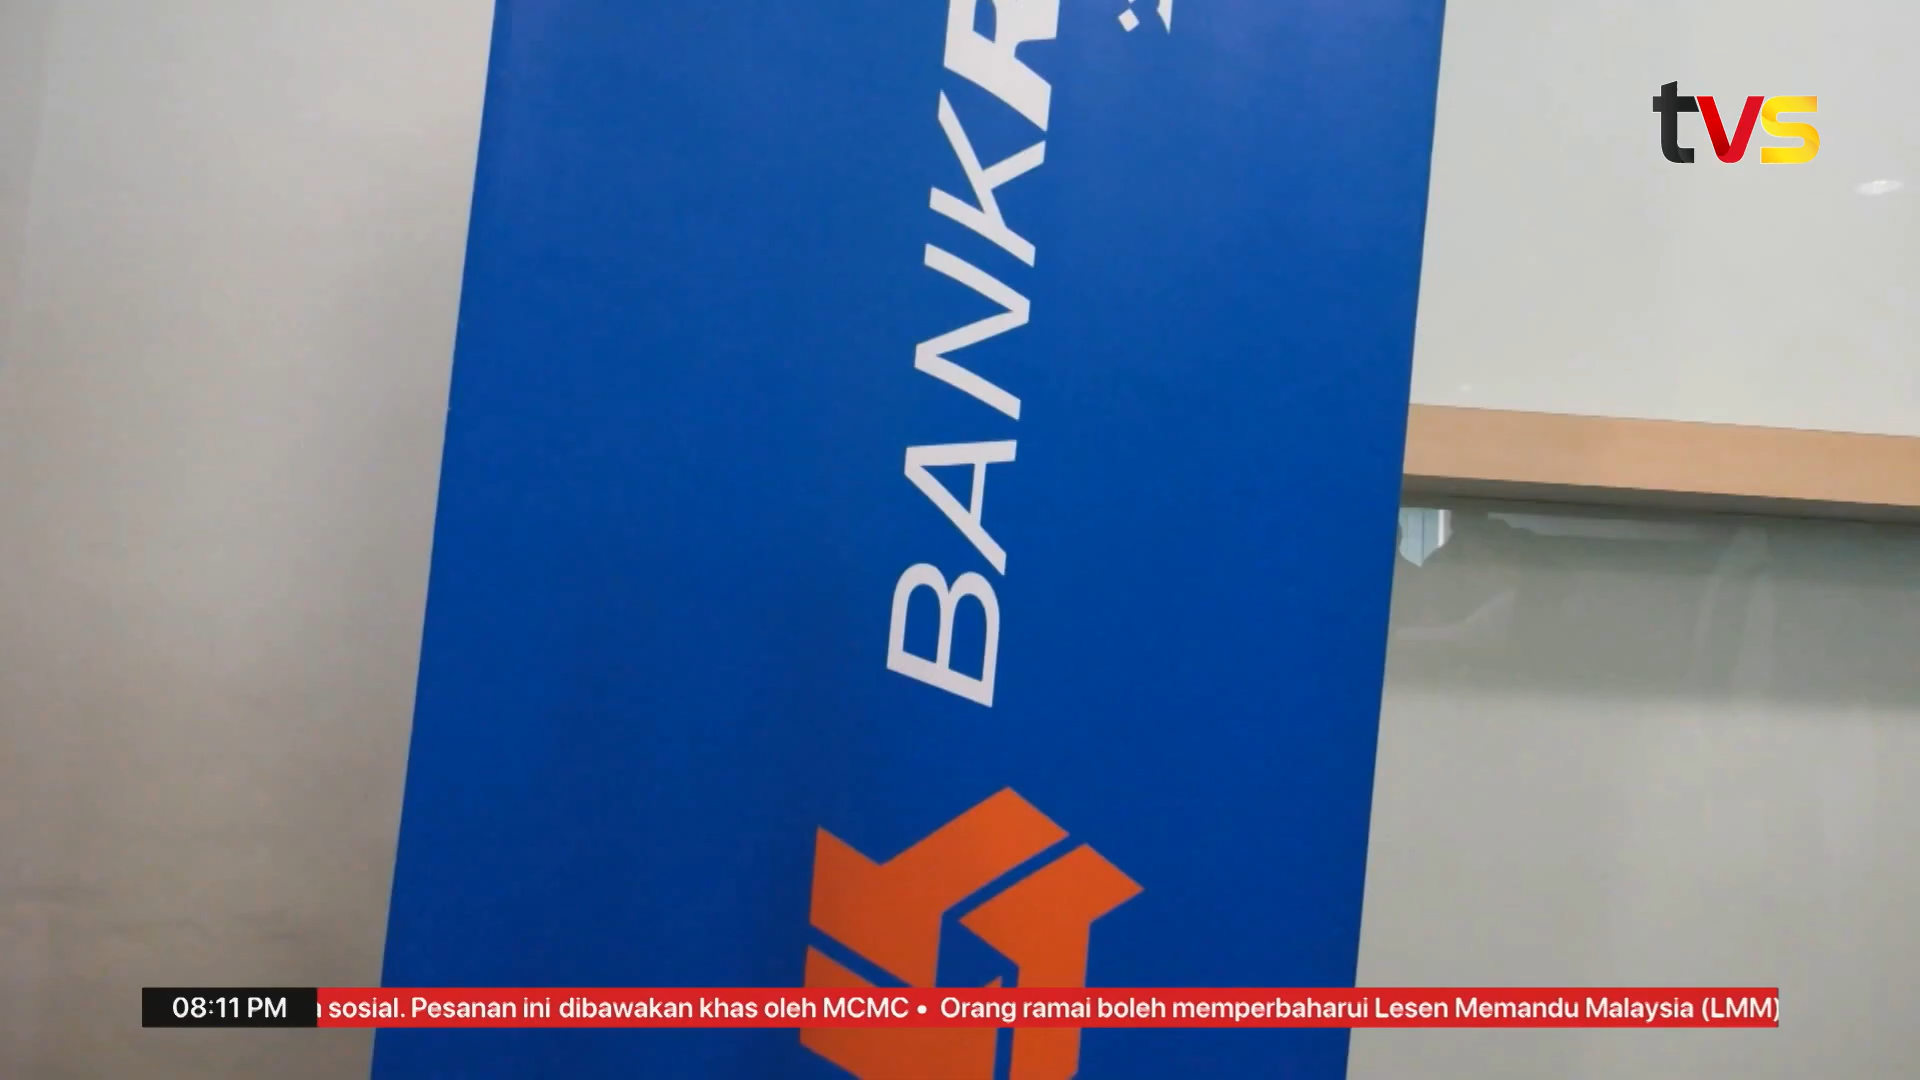 BANKR
tvs
08:11 PM
sosial. Pesanan ini dibawakan khas oleh MCMC • Orang ramai boleh memperbaharui Lesen Memandu Malaysia (LMM)